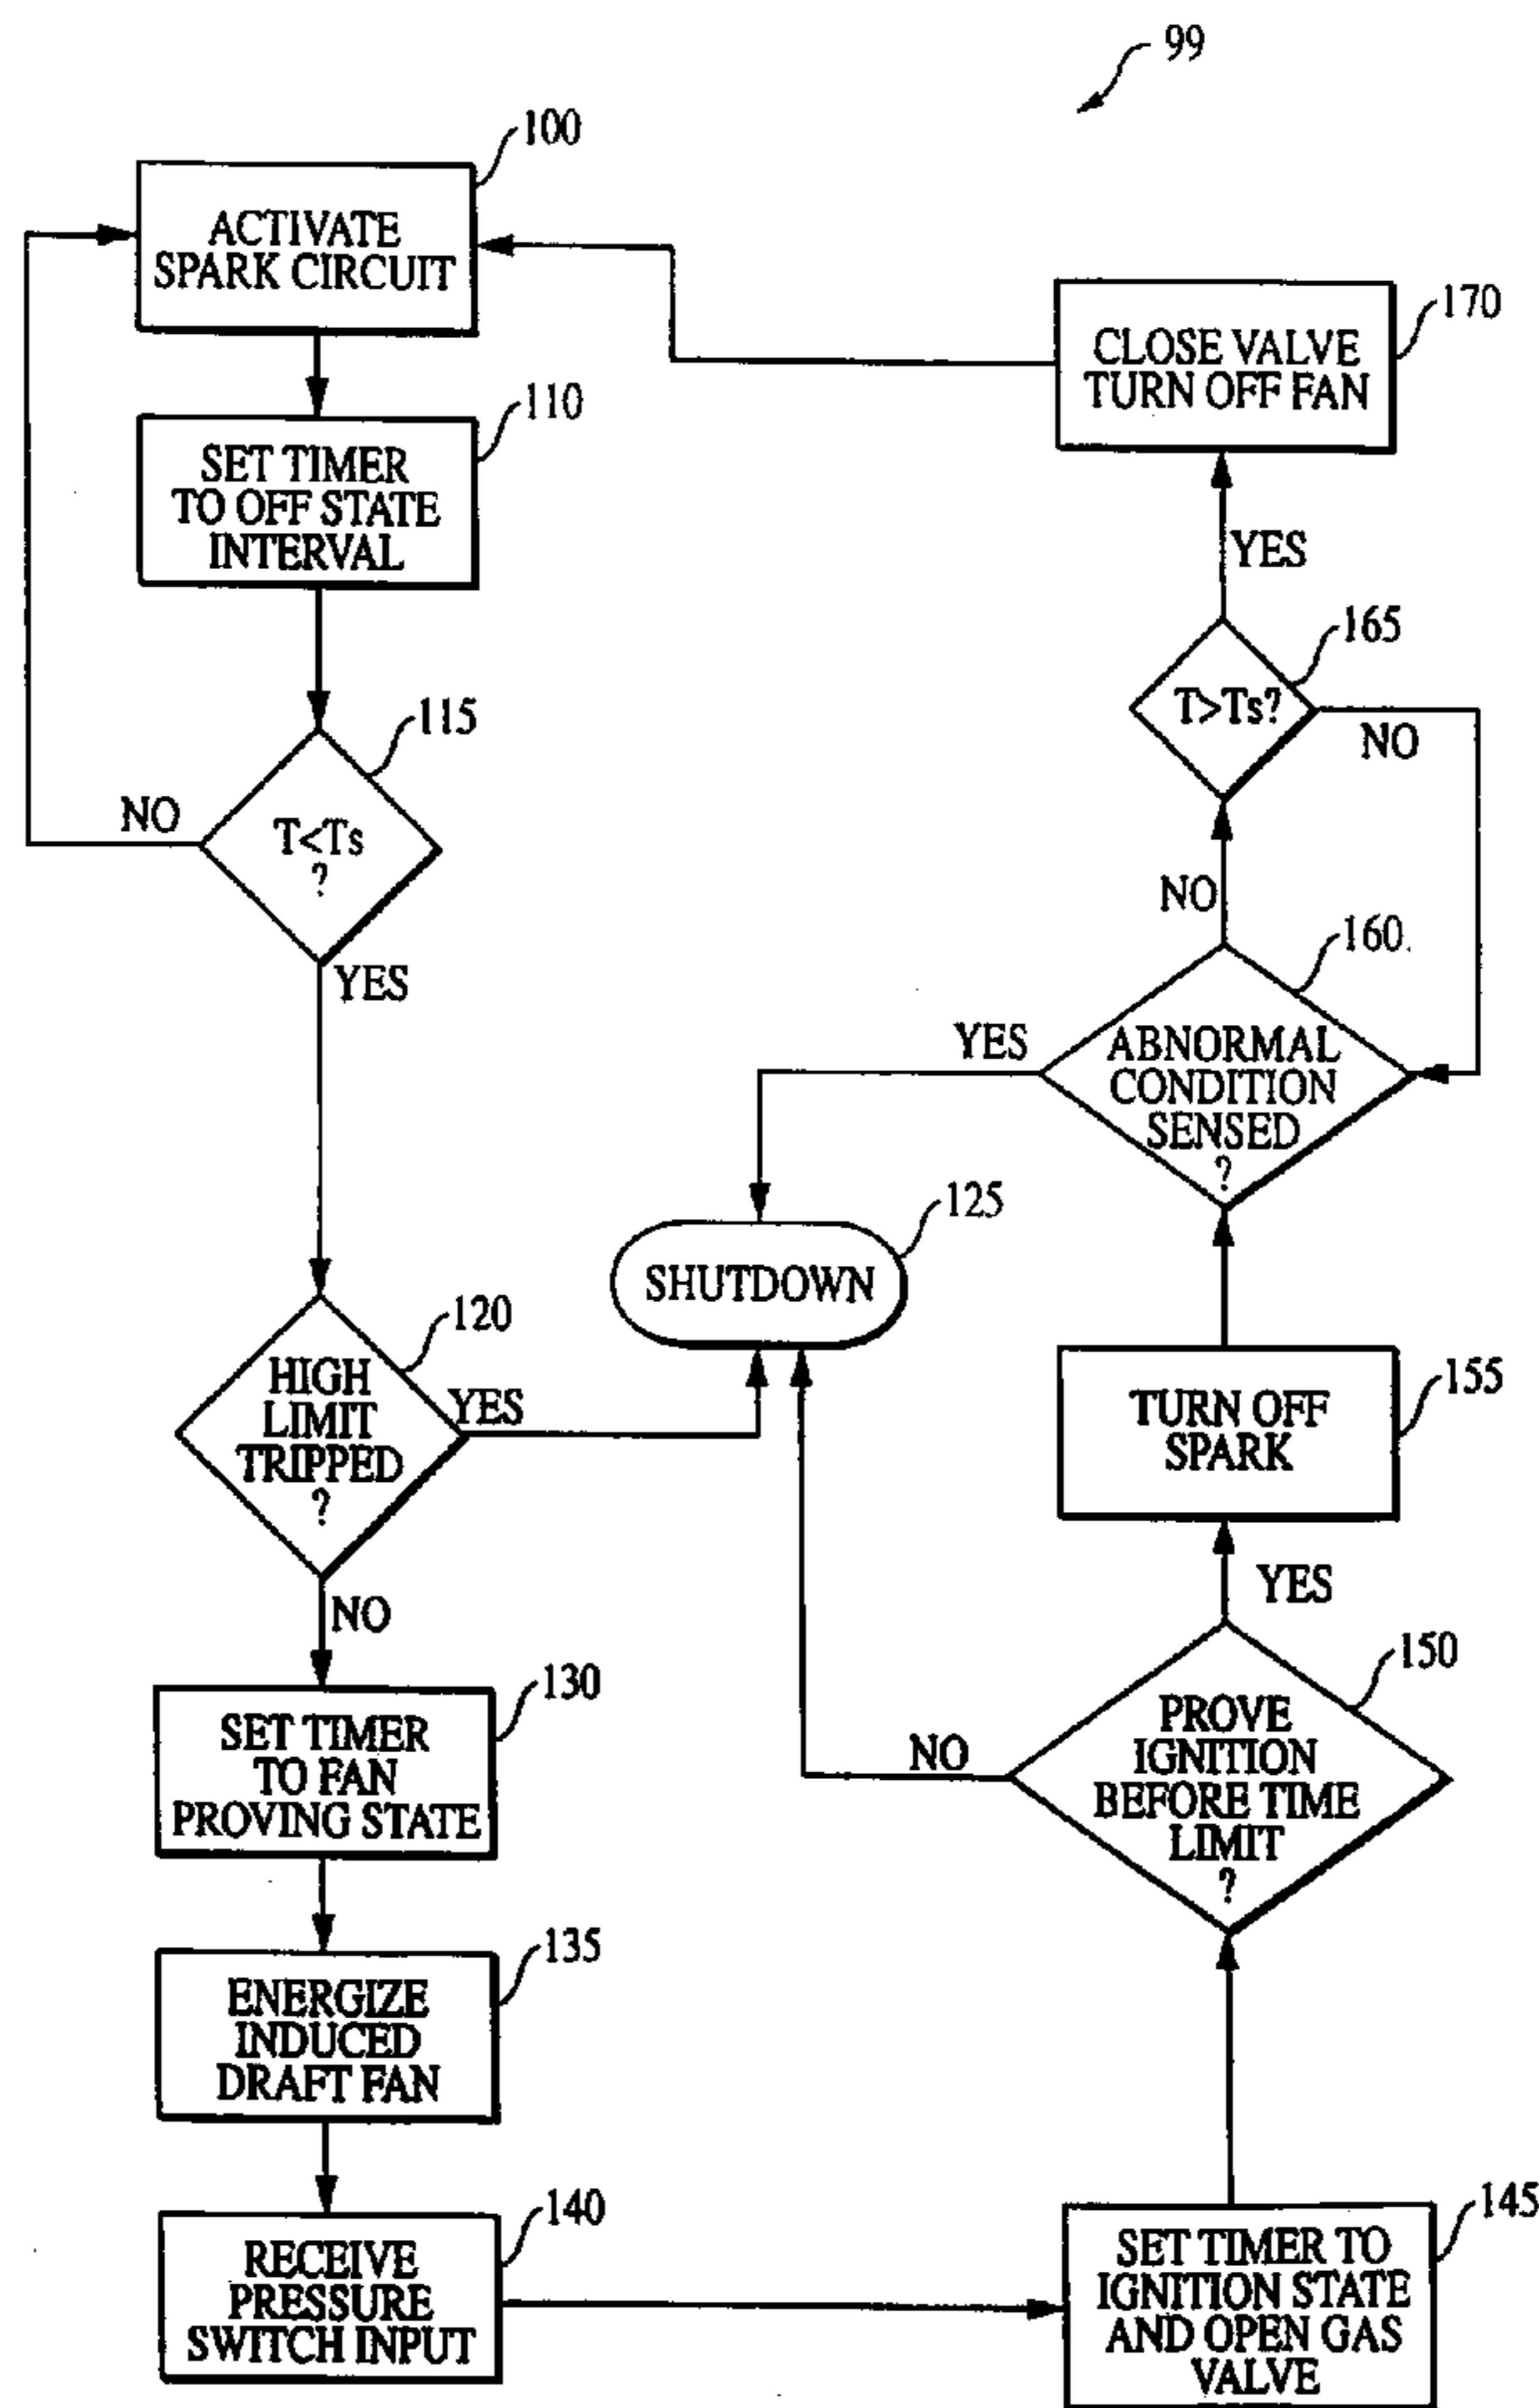 99
100
ACTIVATE
SPARK CIRCUIT
110
SET TIMER
TO OFF STATE
INTERVAL
115
T<Ts
?
NO
YES
120
HIGH
LIMIT
TRIPPED
?
YES
NO
125
SHUTDOWN
130
SET TIMER
TO FAN
PROVING STATE
135
ENERGIZE
INDUCED
DRAFT FAN
140
RECEIVE
PRESSURE
SWITCH INPUT
145
SET TIMER TO
IGNITION STATE
AND OPEN GAS
VALVE
150
PROVE
IGNITION
BEFORE TIME
LIMIT
?
NO
YES
155
TURN OFF
SPARK
160
ABNORMAL
CONDITION
SENSED
?
YES
NO
165
T>Ts?
NO
YES
170
CLOSE VALVE
TURN OFF FAN